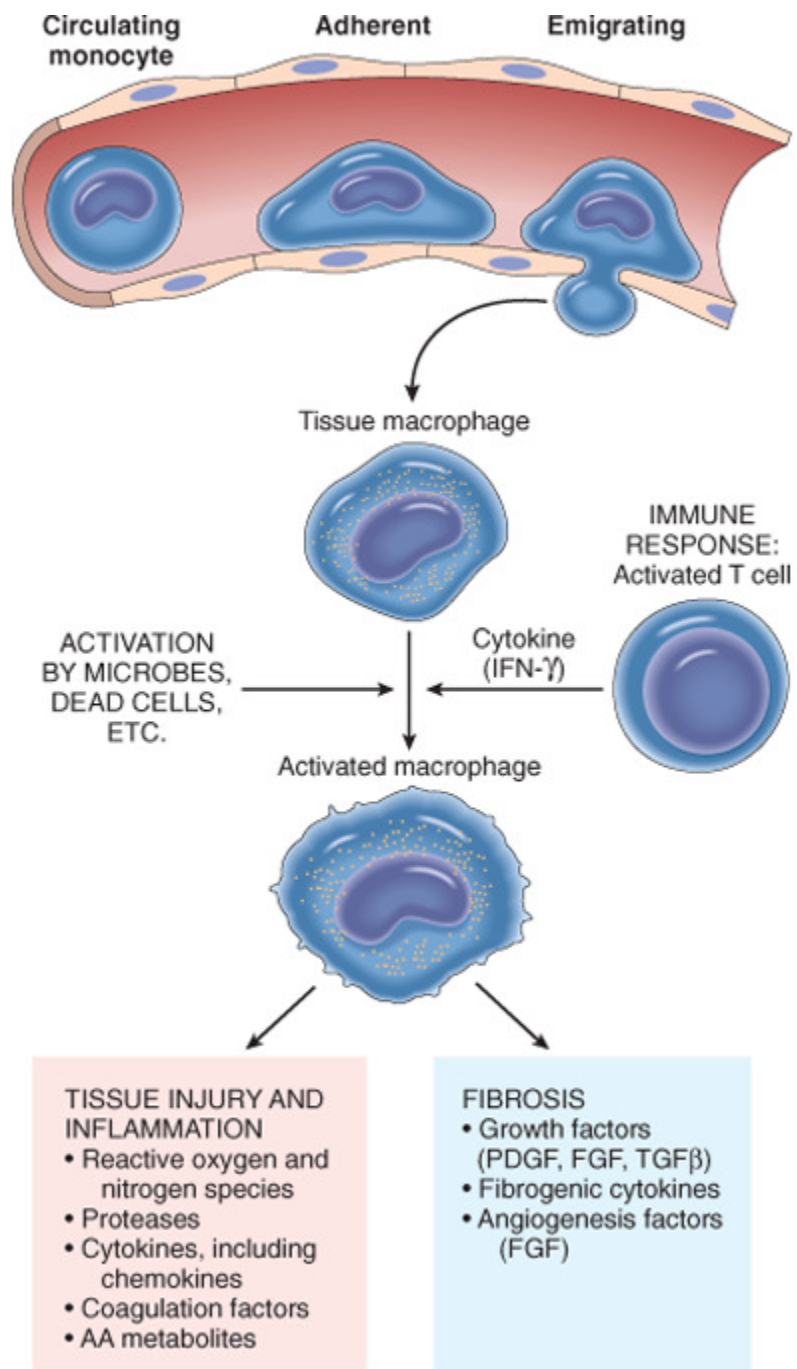 Circulating
monocyte
Adherent
Emigrating
Tissue macrophage
IMMUNE
RESPONSE:
Activated T cell
ACTIVATION
BY MICROBES,
DEAD CELLS,
ETC.
Cytokine
(IFN-γ)
Activated macrophage
TISSUE INJURY AND
INFLAMMATION
• Reactive oxygen and
nitrogen species
• Proteases
• Cytokines, including
chemokines
• Coagulation factors
• AA metabolites
FIBROSIS
• Growth factors
(PDGF, FGF, TGFβ)
• Fibrogenic cytokines
• Angiogenesis factors
(FGF)